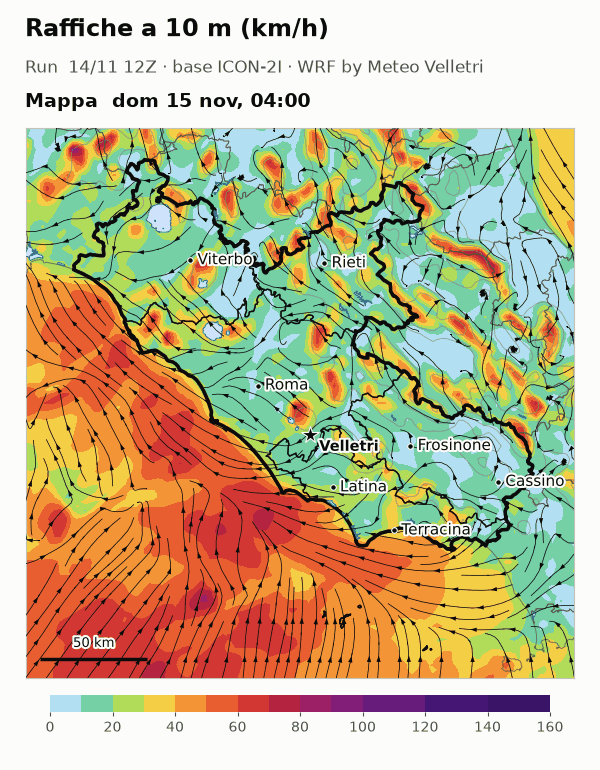 Raffiche a 10 m (km/h)
Run 14/11 12Z · base ICON-2I · WRF by Meteo Velletri
Mappa dom 15 nov, 04:00
Viterbo
Rieti
Roma
Velletri
Frosinone
Cassino
Latina
Terracina
50 km
0 20 40 60 80 100 120 140 160